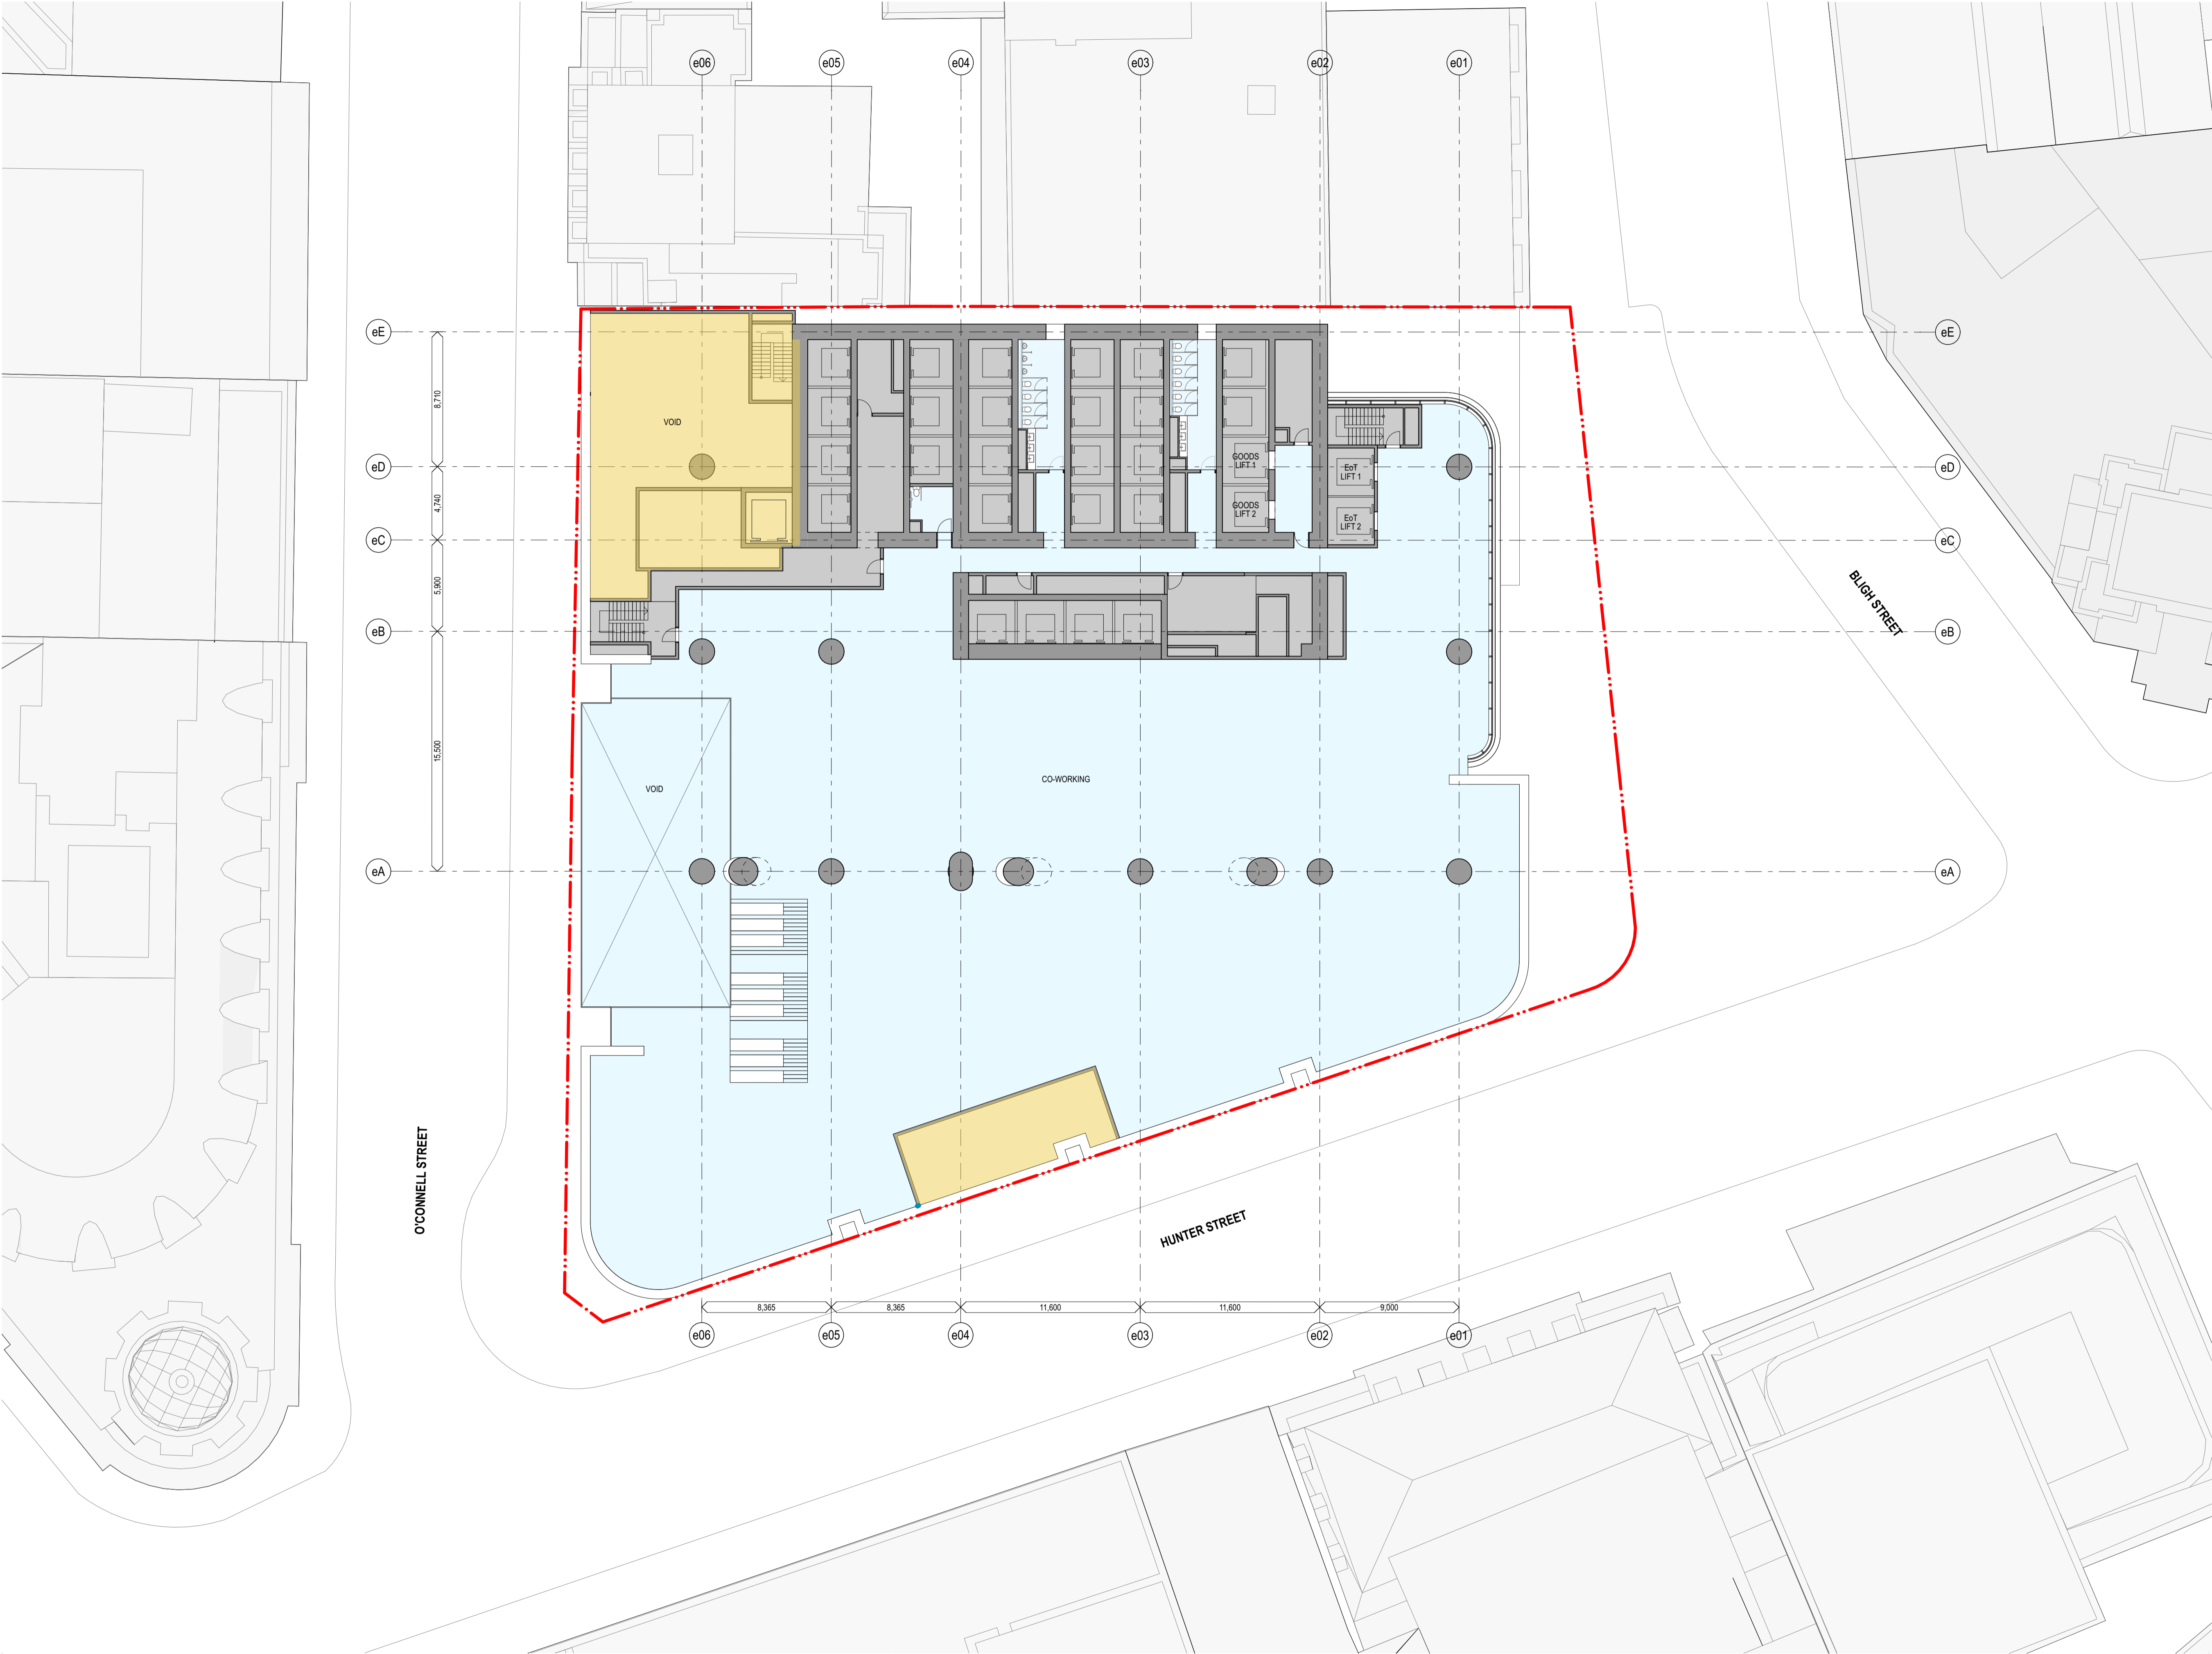 e06
e05
e04
e03
e02
e01
eE
eE
8,710
VOID
GOODS
LIFT 1
EoT
LIFT 1
eD
eD
4,740
GOODS
LIFT 2
EoT
LIFT 2
eC
eC
5,900
BLIGH STREET
eB
eB
15,500
CO-WORKING
VOID
eA
eA
O'CONNELL STREET
HUNTER STREET
8,365
8,365
11,600
11,600
9,000
e06
e05
e04
e03
e02
e01